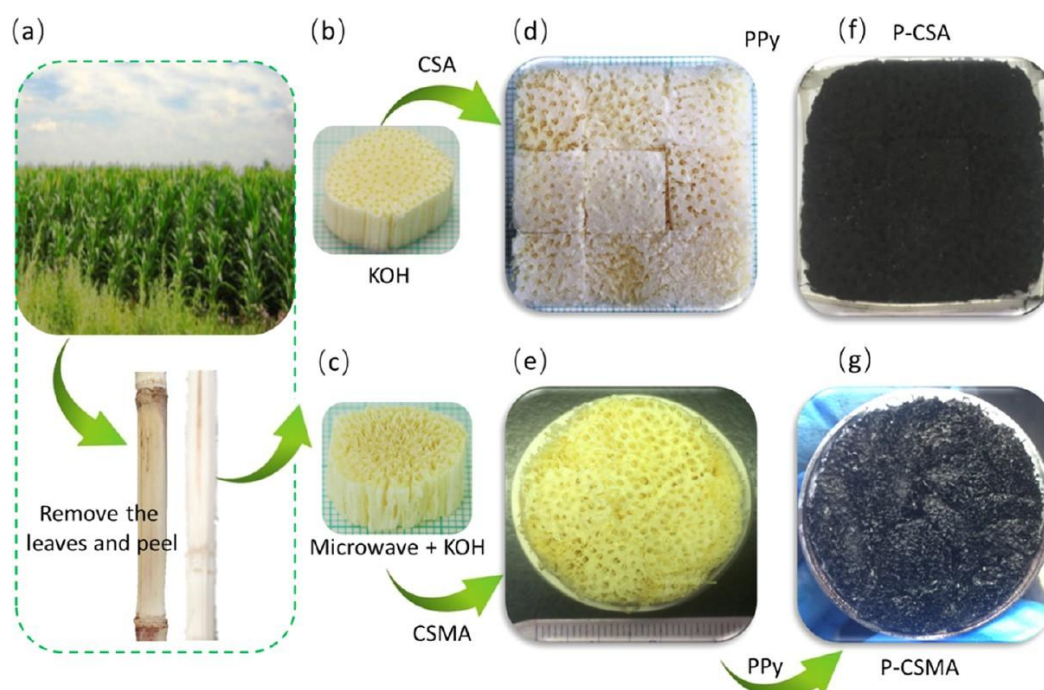 (a)
(b)
CSA
KOH
(d)
PPy
(f)
P-CSA
Remove the
leaves and peel
(c)
Microwave + KOH
CSMA
(e)
PPy
(g)
P-CSMA